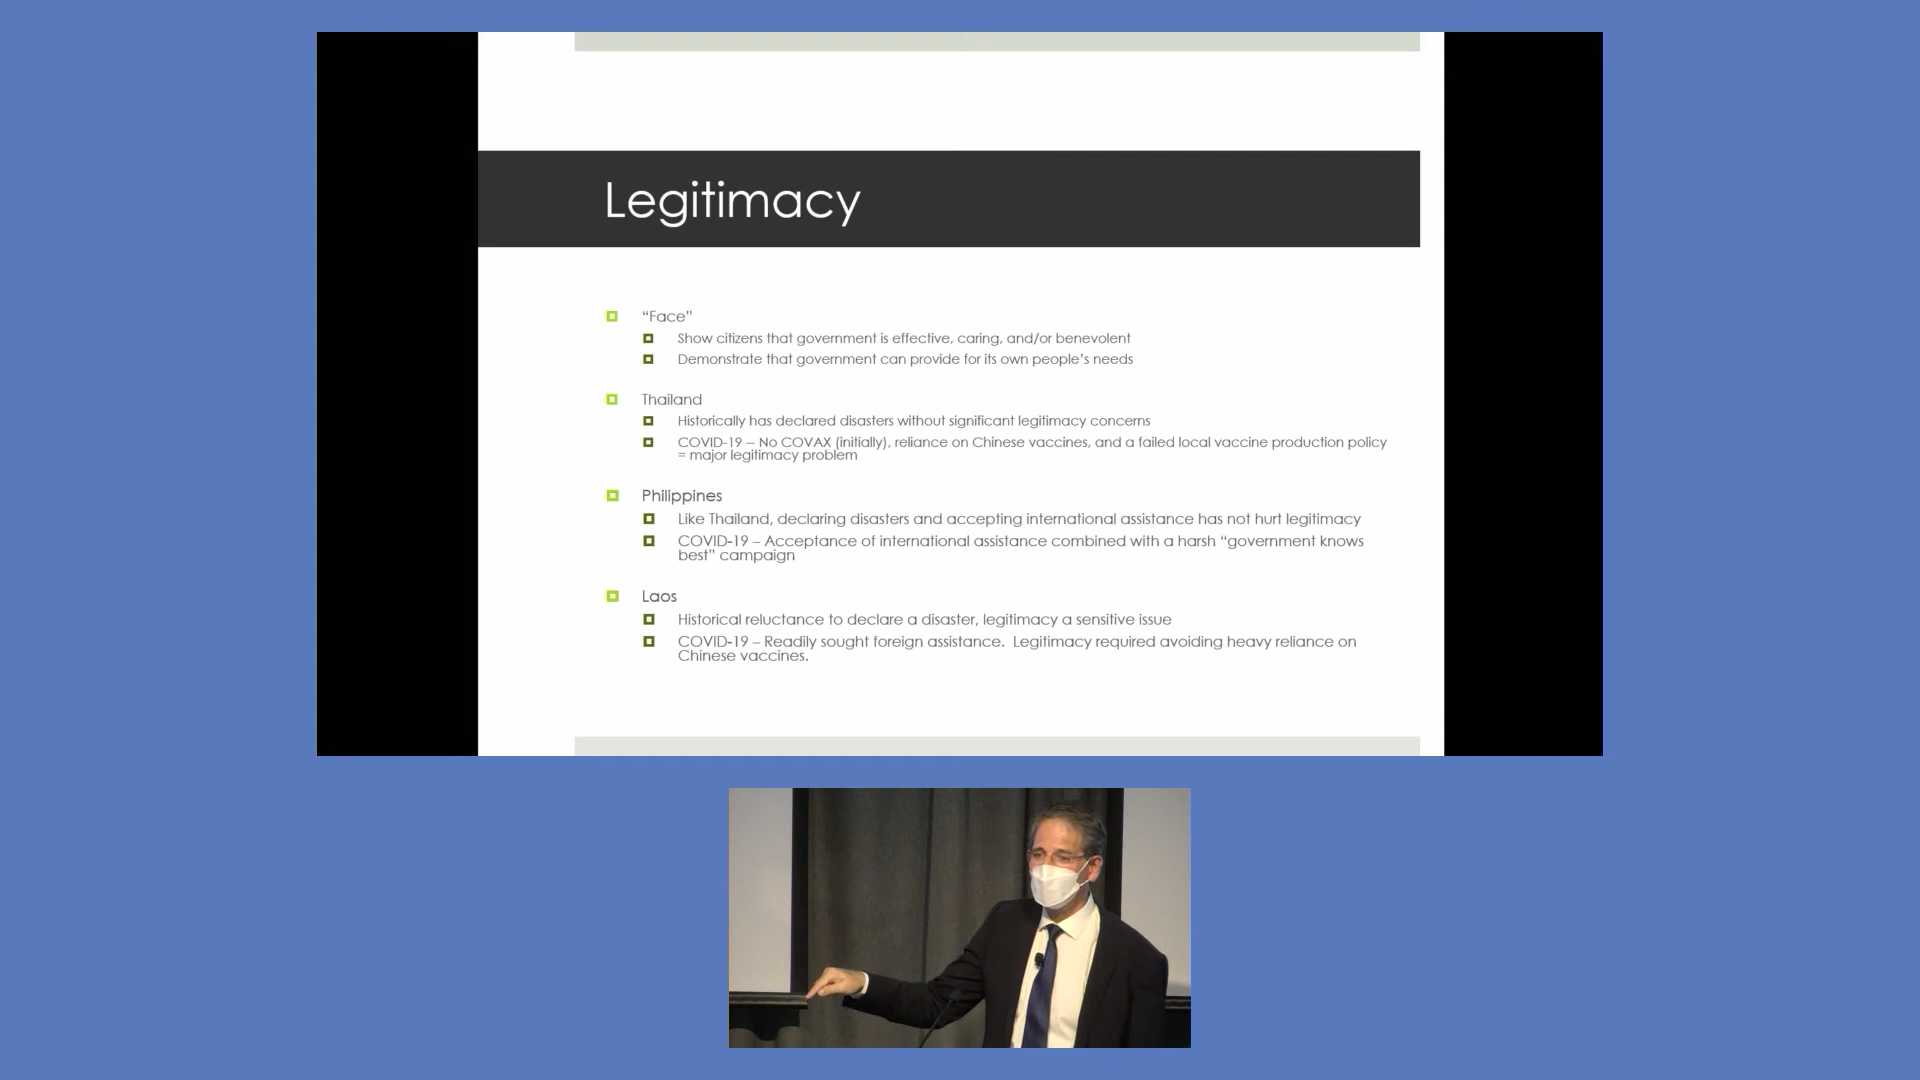 Legitimacy
“Face”
Show citizens that government is effective, caring, and/or benevolent
Demonstrate that government can provide for its own people’s needs
Thailand
Historically has declared disasters without significant legitimacy concerns
COVID-19 – No COVAX (initially), reliance on Chinese vaccines, and a failed local vaccine production policy
= major legitimacy problem
Philippines
Like Thailand, declaring disasters and accepting international assistance has not hurt legitimacy
COVID-19 – Acceptance of international assistance combined with a harsh “government knows
best” campaign
Laos
Historical reluctance to declare a disaster, legitimacy a sensitive issue
COVID-19 – Readily sought foreign assistance.  Legitimacy required avoiding heavy reliance on
Chinese vaccines.